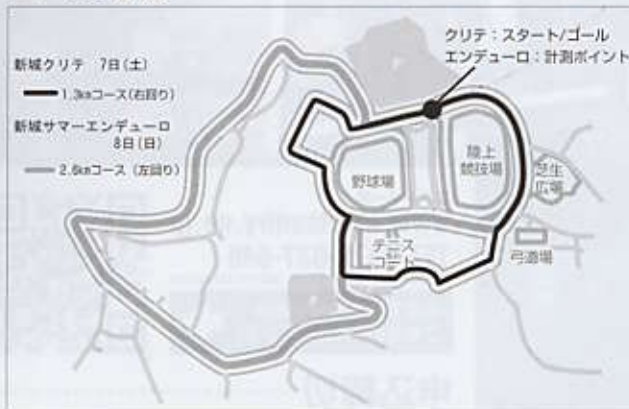 新城クリテ 7日(土)
1.3kmコース(右回り)
新城サマーエンデューロ
8日(日)
2.6kmコース(左回り)
クリテ:スタート/ゴール
エンデューロ:計測ポイント
野球場
陸上
競技場
芝生
広場
テニス
コート
弓道場